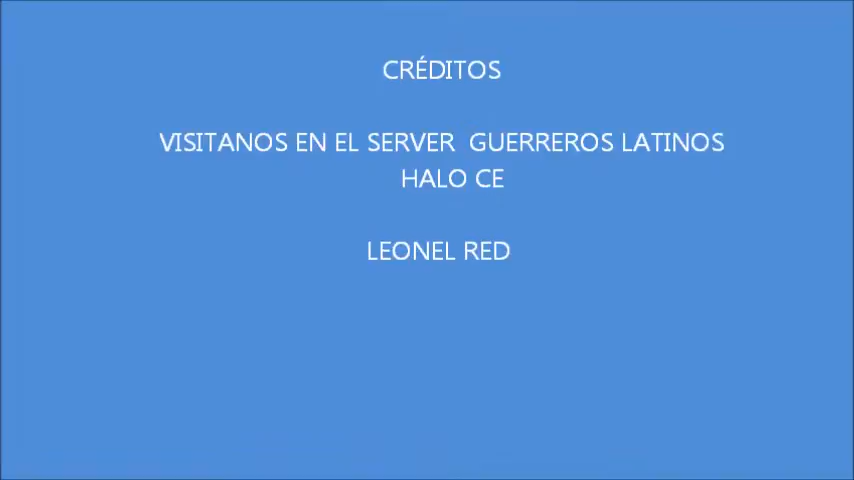 CRÉDITOS
VISITANOS EN EL SERVER GUERREROS LATINOS
HALO CE
LEONEL RED